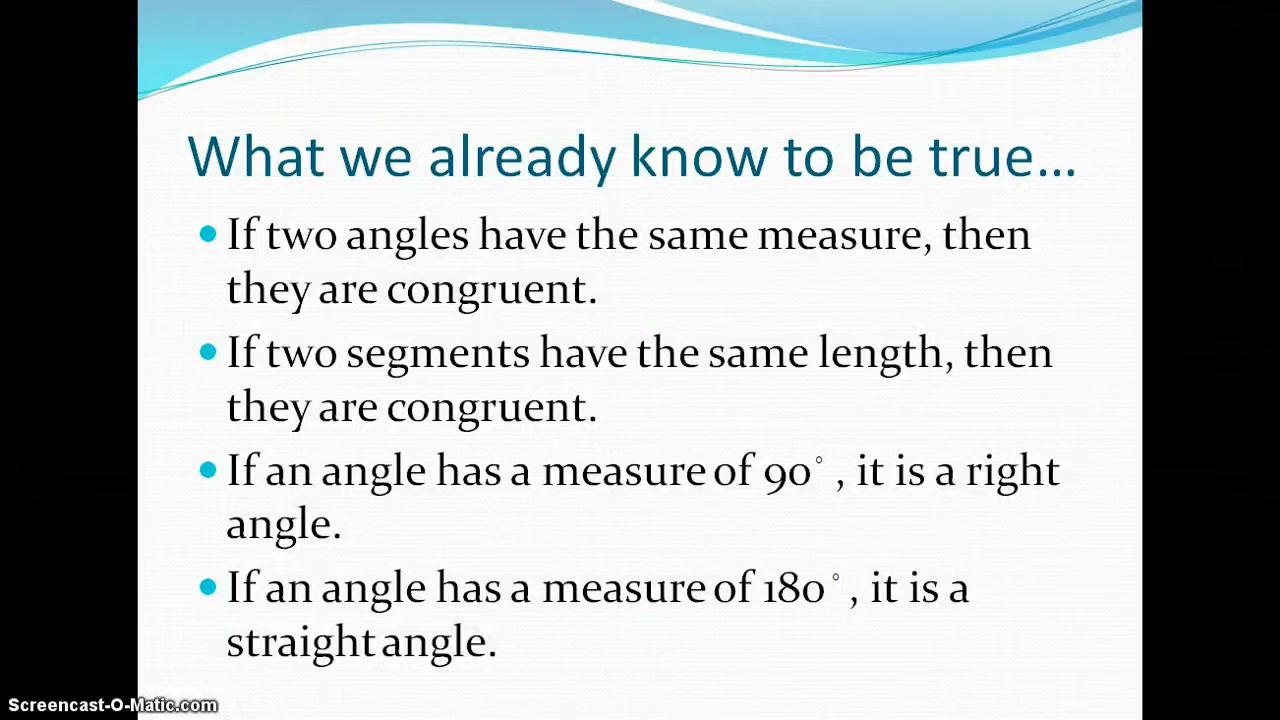 What we already know to be true...
• If two angles have the same measure, then
they are congruent.
• If two segments have the same length, then
they are congruent.
• If an angle has a measure of 90°, it is a right
angle.
• If an angle has a measure of 180°, it is a
straight angle.
Screencast-O-Matic.com